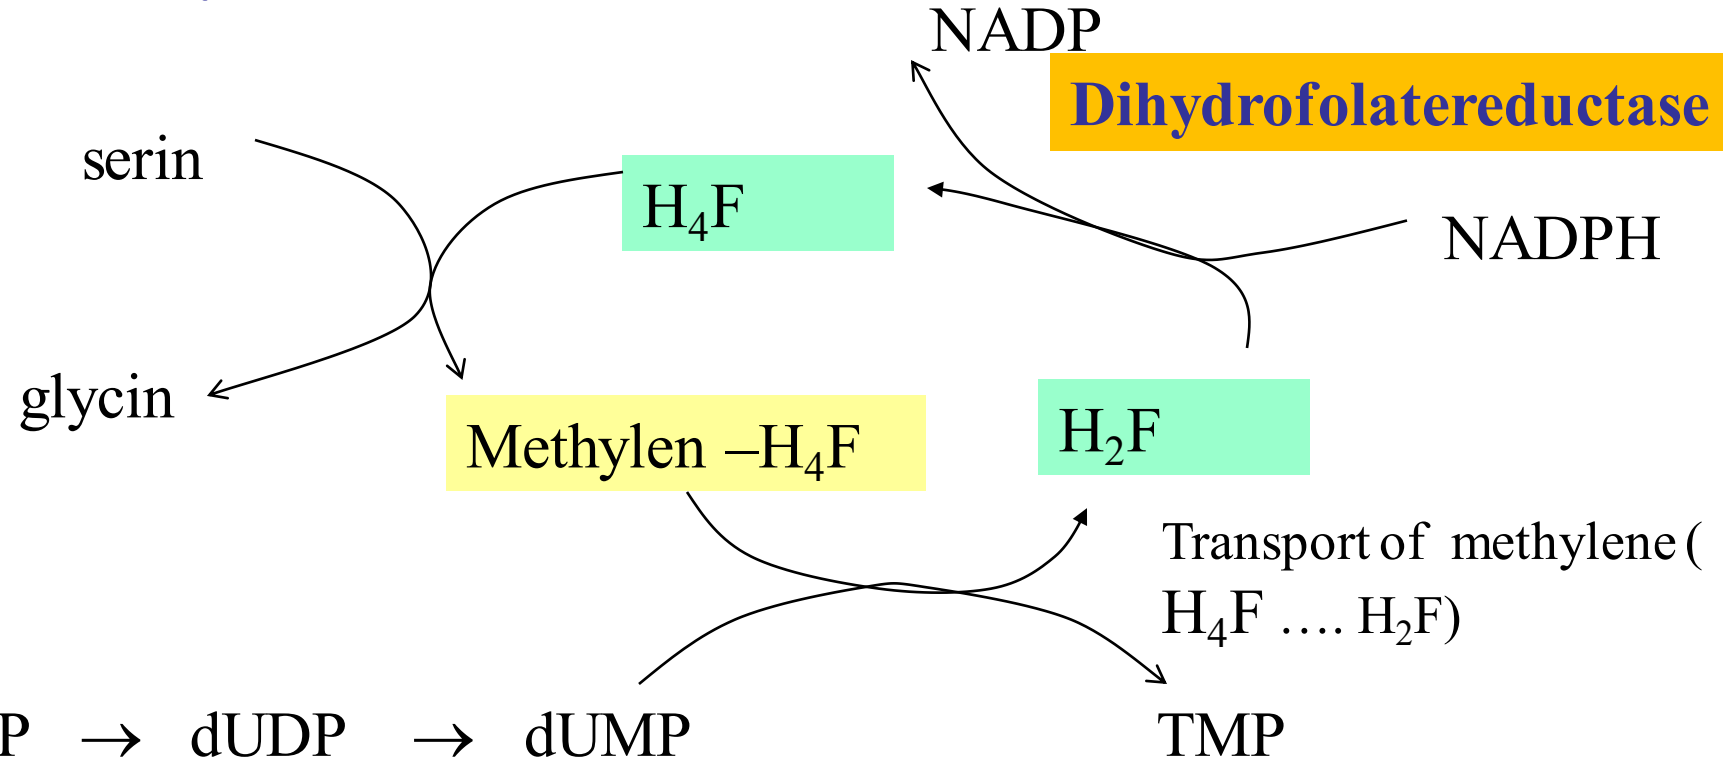 NADP
Dihydrofolatereductase
serin
H₄F
NADPH
glycin
Methylen –H₄F
H₂F
Transport of methylene (
H₄F .... H₂F)
P → dUDP → dUMP
TMP